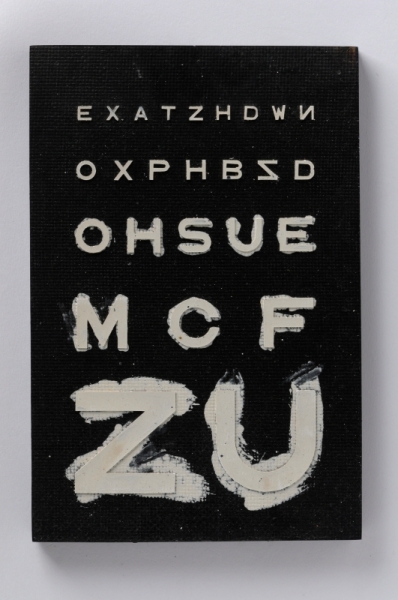 EXATZHDWN
OXPHBZD
OHSUE
MCF
ZU